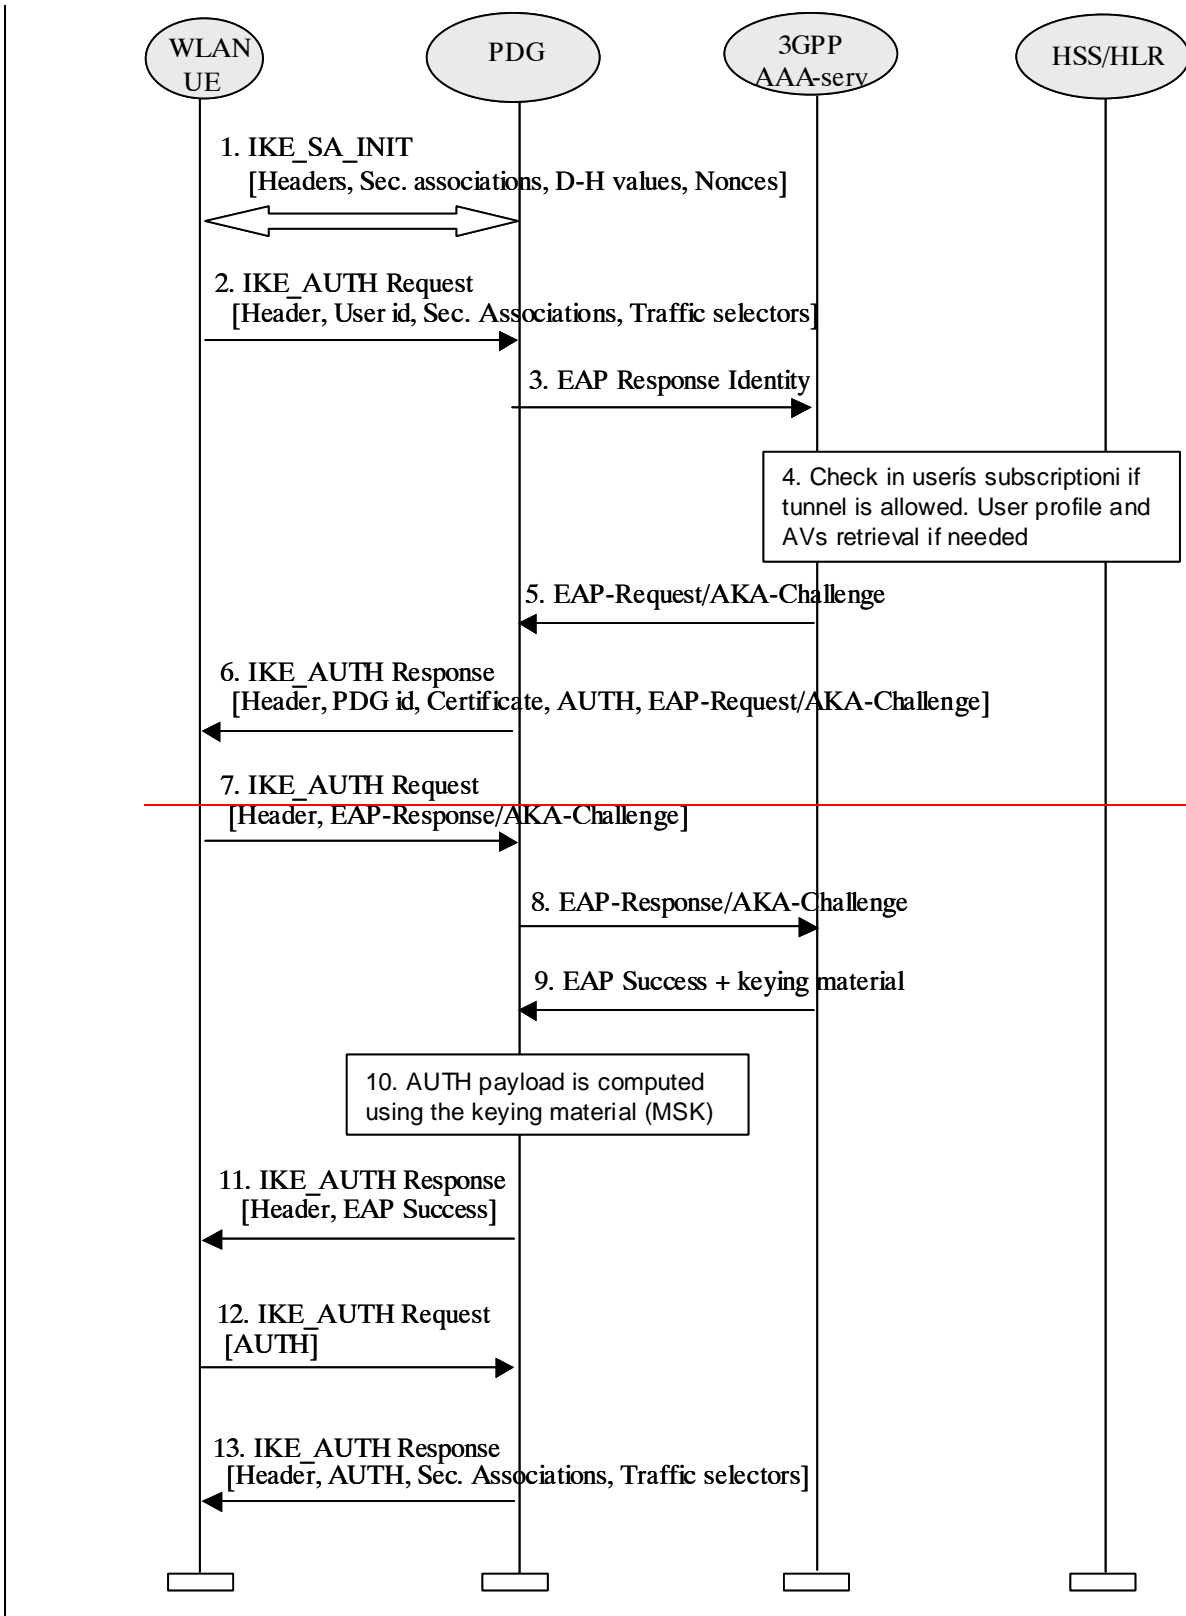 WLAN
UE
PDG
3GPP
AAA-serv
HSS/HLR
1. IKE_SA_INIT
[Headers, Sec. associations, D-H values, Nonces]
2. IKE_AUTH Request
[Header, User id, Sec. Associations, Traffic selectors]
3. EAP Response Identity
4. Check in userís subscriptioni if
tunnel is allowed. User profile and
AVs retrieval if needed
5. EAP-Request/AKA-Challenge
6. IKE_AUTH Response
[Header, PDG id, Certificate, AUTH, EAP-Request/AKA-Challenge]
7. IKE_AUTH Request
[Header, EAP-Response/AKA-Challenge]
8. EAP-Response/AKA-Challenge
9. EAP Success + keying material
10. AUTH payload is computed
using the keying material (MSK)
11. IKE_AUTH Response
[Header, EAP Success]
12. IKE_AUTH Request
[AUTH]
13. IKE_AUTH Response
[Header, AUTH, Sec. Associations, Traffic selectors]